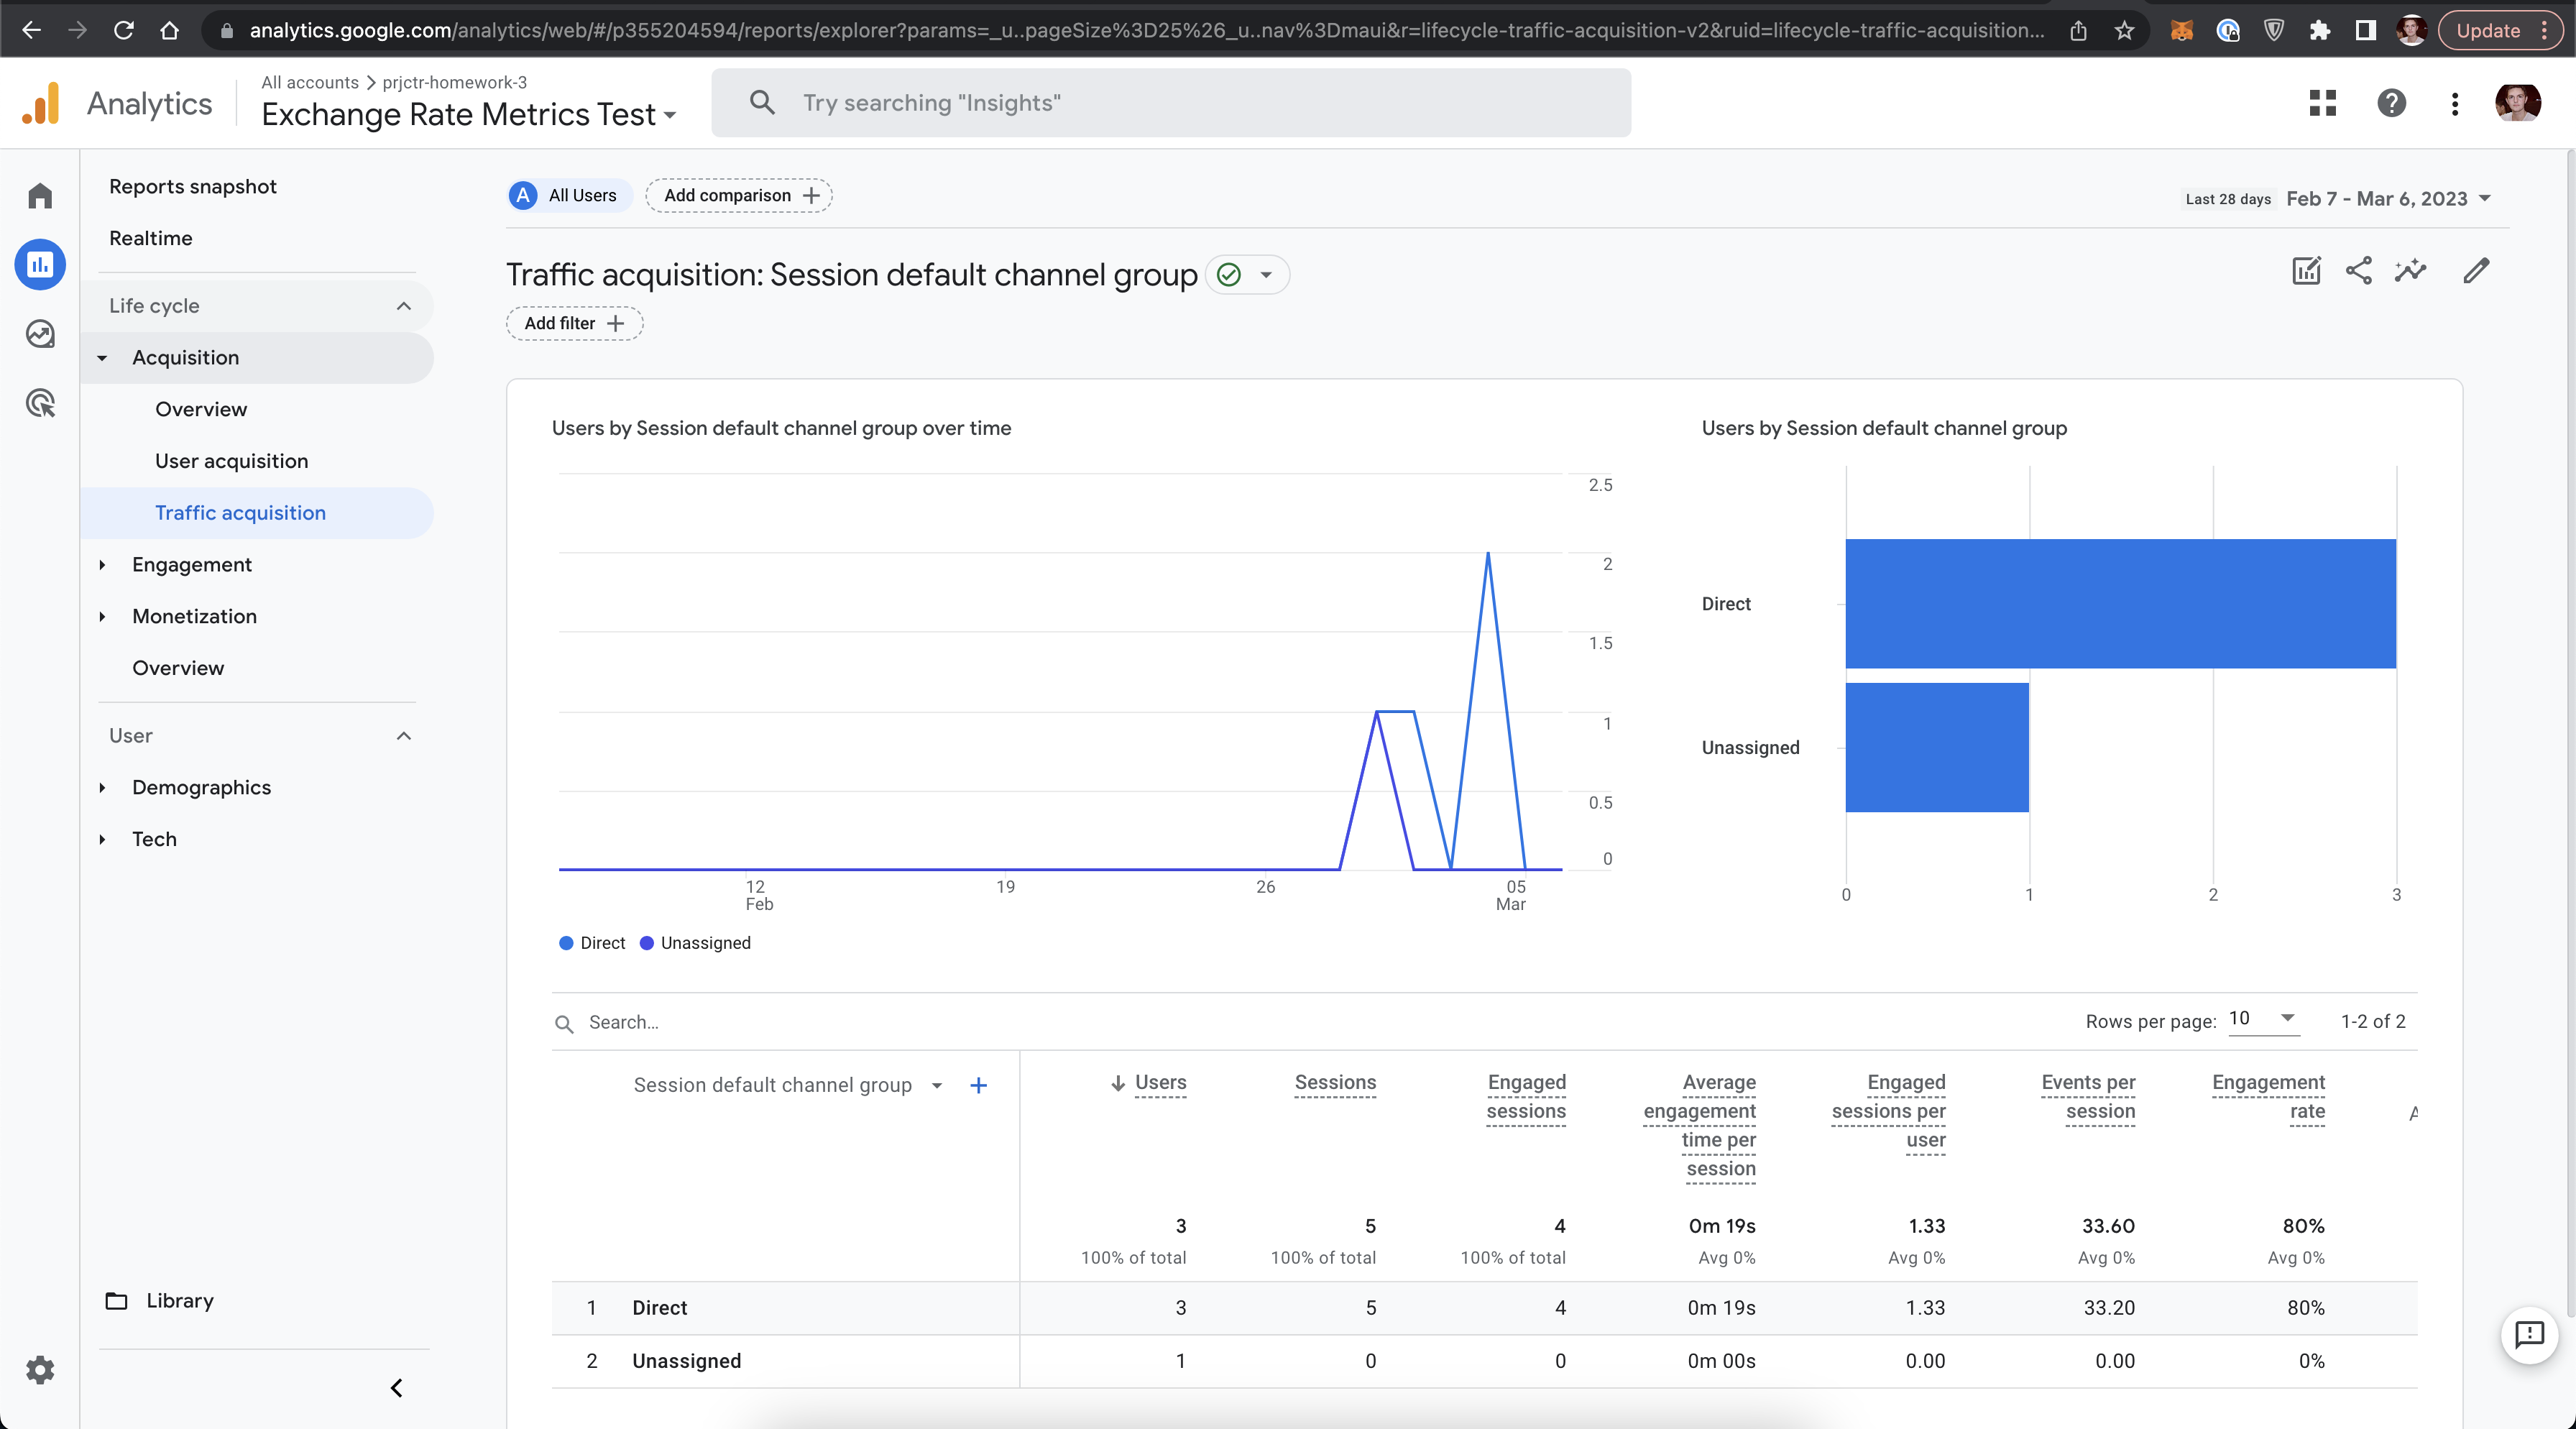 analytics.google.com/analytics/web/#/p355204594/reports/explorer?params=_u..pageSize%3D25%26_u..nav%3Dmaui&r=lifecycle-traffic-acquisition-v2&ruid=lifecycle-traffic-acquisition...
Update
Analytics
All accounts > prjctr-homework-3
Exchange Rate Metrics Test
Try searching "Insights"
Reports snapshot
Realtime
Life cycle
Acquisition
Overview
User acquisition
Traffic acquisition
Engagement
Monetization
Overview
User
Demographics
Tech
Library
A All Users
Add comparison +
Last 28 days Feb 7 - Mar 6, 2023
Traffic acquisition: Session default channel group
Add filter +
Users by Session default channel group over time
2.5
2
1.5
1
0.5
0
12 19 26 05
Feb Mar
Direct Unassigned
Users by Session default channel group
Direct
Unassigned
0 1 2 3
Search...
Rows per page: 10 1-2 of 2
Session default channel group +
Users
Sessions
Engaged
sessions
Average
engagement
time per
session
Engaged
sessions per
user
Events per
session
Engagement
rate
A
3 5 4 0m 19s 1.33 33.60 80%
100% of total 100% of total 100% of total Avg 0% Avg 0% Avg 0% Avg 0%
1 Direct 3 5 4 0m 19s 1.33 33.20 80%
2 Unassigned 1 0 0 0m 00s 0.00 0.00 0%